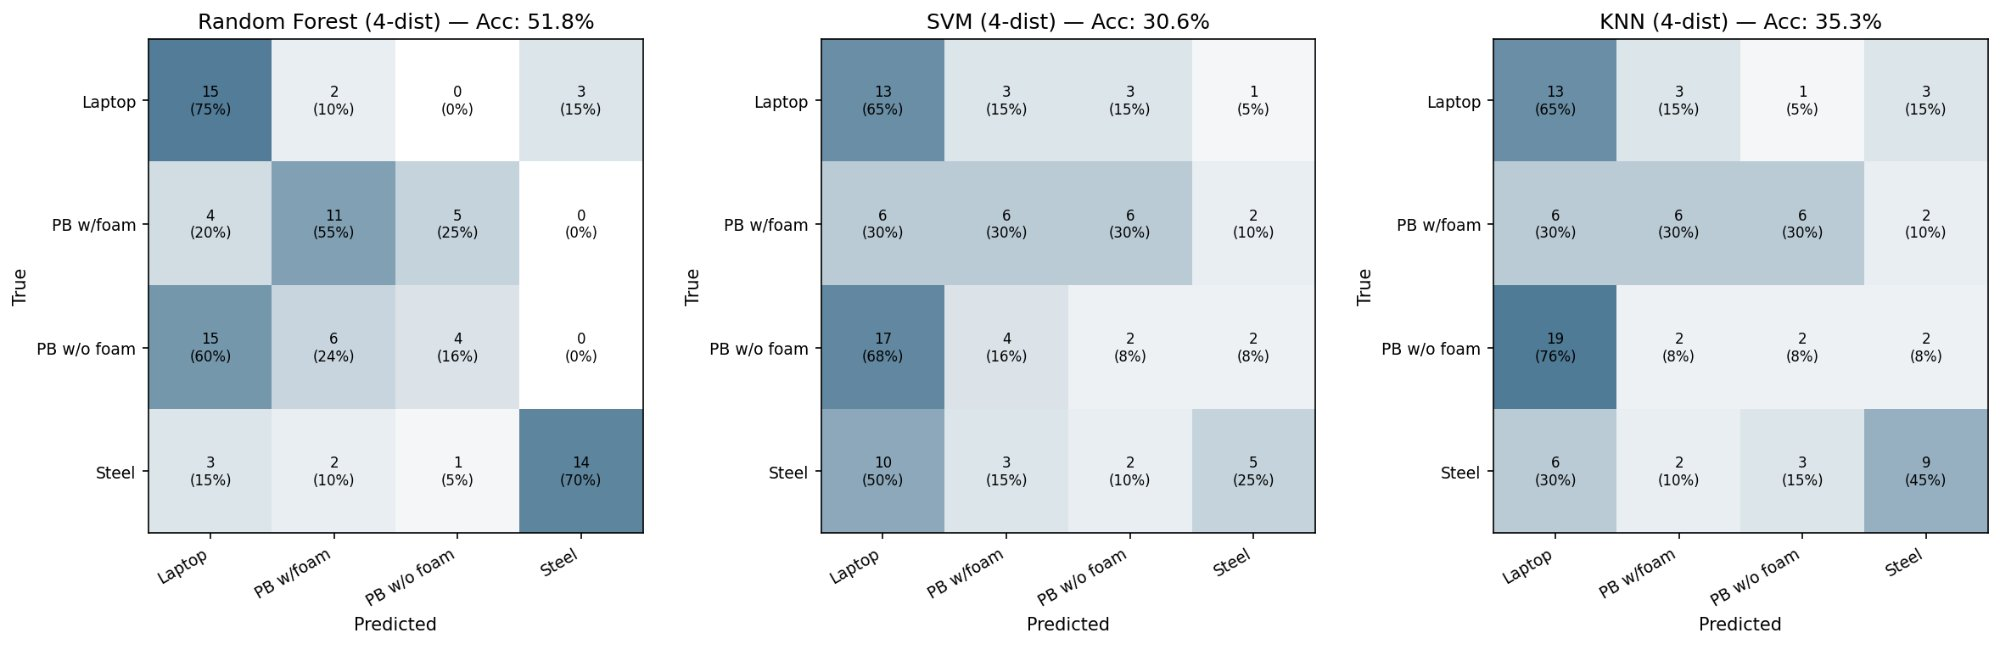 Random Forest (4-dist) — Acc: 51.8%
True
Laptop
15
(75%)
2
(10%)
0
(0%)
3
(15%)
PB w/foam
4
(20%)
11
(55%)
5
(25%)
0
(0%)
PB w/o foam
15
(60%)
6
(24%)
4
(16%)
0
(0%)
Steel
3
(15%)
2
(10%)
1
(5%)
14
(70%)
Laptop
PB w/foam
PB w/o foam
Steel
Predicted
SVM (4-dist) — Acc: 30.6%
True
Laptop
13
(65%)
3
(15%)
3
(15%)
1
(5%)
PB w/foam
6
(30%)
6
(30%)
6
(30%)
2
(10%)
PB w/o foam
17
(68%)
4
(16%)
2
(8%)
2
(8%)
Steel
10
(50%)
3
(15%)
2
(10%)
5
(25%)
Laptop
PB w/foam
PB w/o foam
Steel
Predicted
KNN (4-dist) — Acc: 35.3%
True
Laptop
13
(65%)
3
(15%)
1
(5%)
3
(15%)
PB w/foam
6
(30%)
6
(30%)
6
(30%)
2
(10%)
PB w/o foam
19
(76%)
2
(8%)
2
(8%)
2
(8%)
Steel
6
(30%)
2
(10%)
3
(15%)
9
(45%)
Laptop
PB w/foam
PB w/o foam
Steel
Predicted